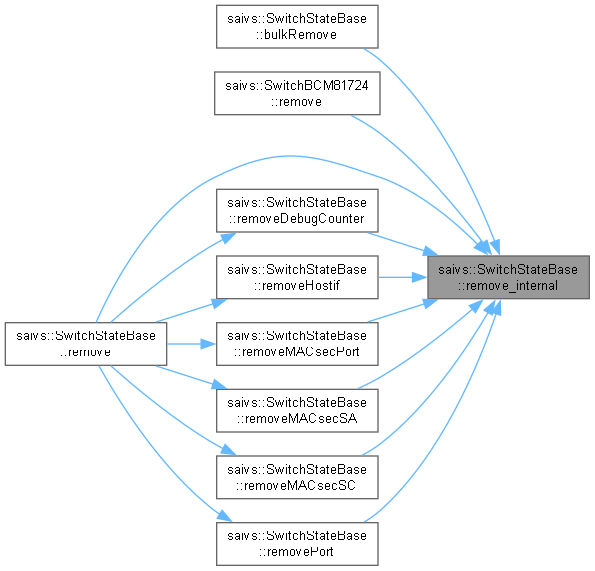 saivs::SwitchStateBase
::bulkRemove
saivs::SwitchBCM81724
::remove
saivs::SwitchStateBase
::removeDebugCounter
saivs::SwitchStateBase
::remove_internal
saivs::SwitchStateBase
::removeHostif
saivs::SwitchStateBase
::remove
saivs::SwitchStateBase
::removeMACsecPort
saivs::SwitchStateBase
::removeMACsecSA
saivs::SwitchStateBase
::removeMACsecSC
saivs::SwitchStateBase
::removePort